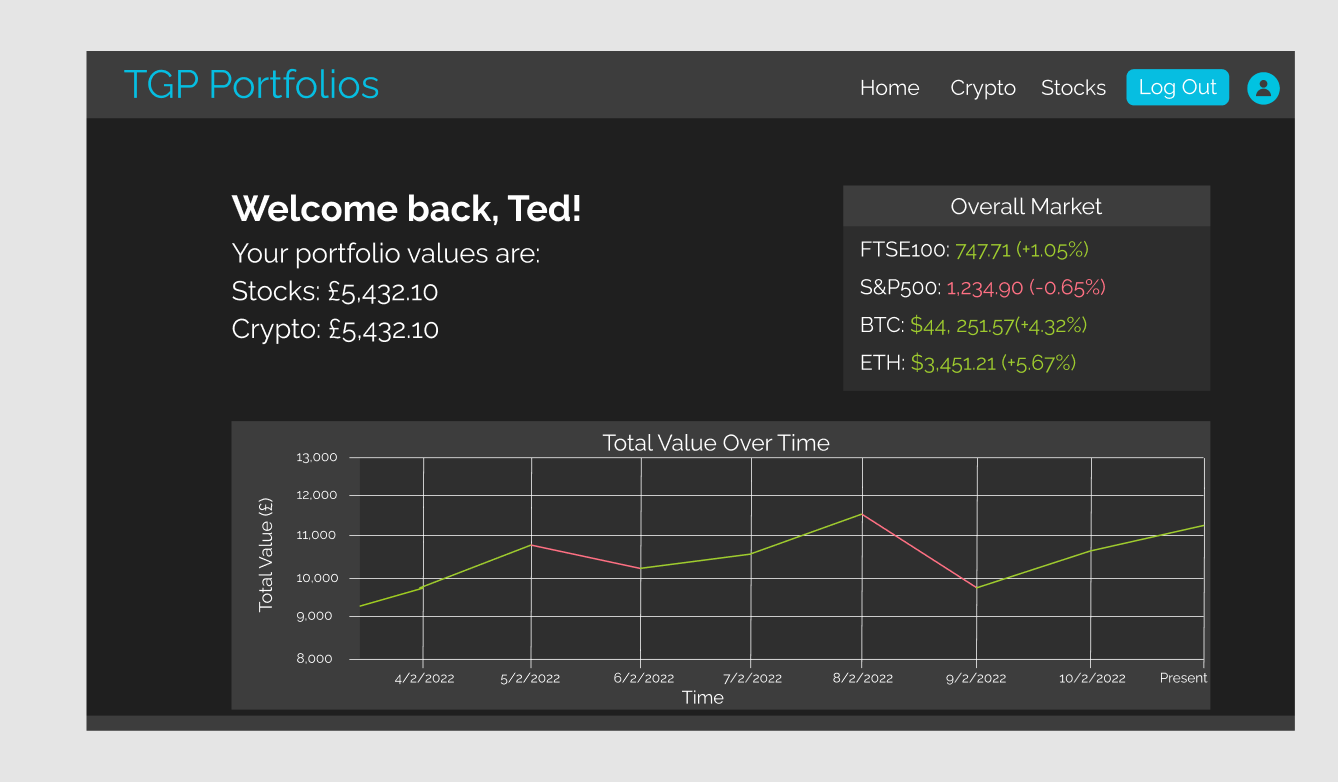 TGP Portfolios
Home Crypto Stocks Log Out
Welcome back, Ted!
Your portfolio values are:
Stocks: £5,432.10
Crypto: £5,432.10
Overall Market
FTSE100: 747.71 (+1.05%)
S&P500: 1,234.90 (-0.65%)
BTC: $44, 251.57(+4.32%)
ETH: $3,451.21 (+5.67%)
Total Value Over Time
Total Value (£)
13,000
12,000
11,000
10,000
9,000
8,000
4/2/2022 5/2/2022 6/2/2022 7/2/2022 8/2/2022 9/2/2022 10/2/2022 Present
Time